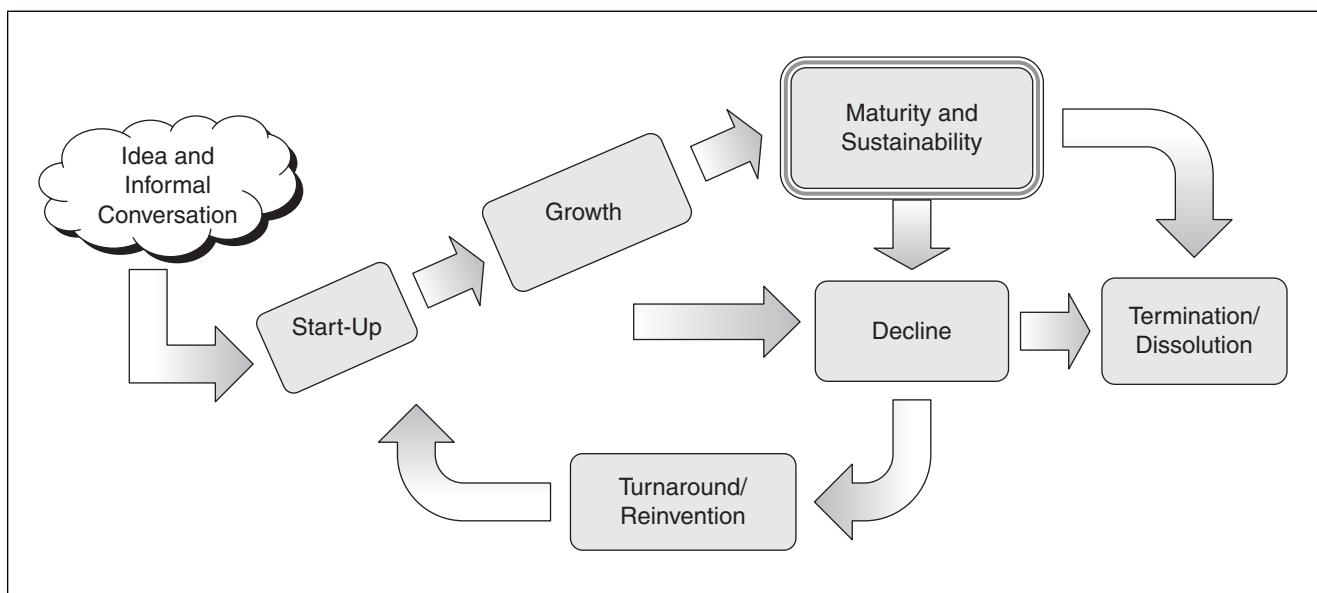 Idea and
Informal
Conversation
Start-Up
Growth
Maturity and
Sustainability
Decline
Termination/
Dissolution
Turnaround/
Reinvention